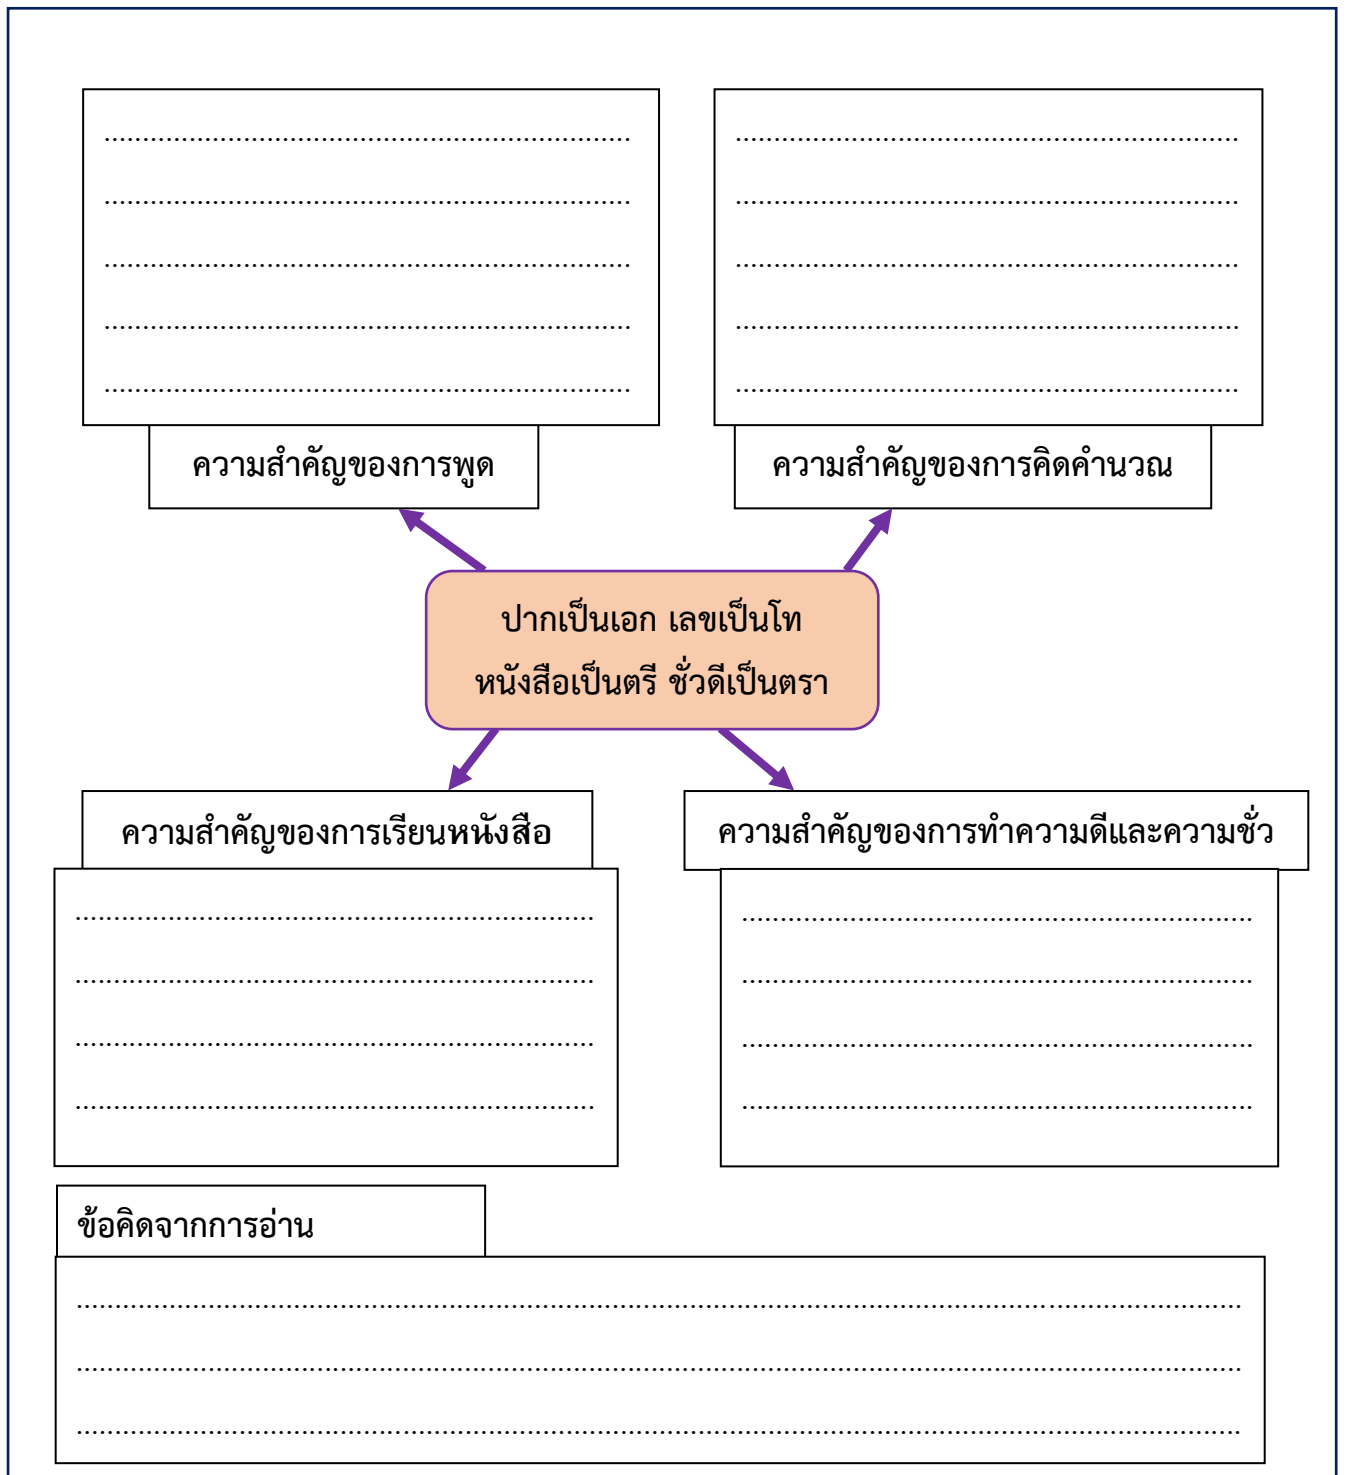 ความสำคัญของการพูด
ความสำคัญของการคิดคำนวณ
ปากเป็นเอก เลขเป็นโท
หนังสือเป็นตรี ชั่วดีเป็นตรา
ความสำคัญของการเรียนหนังสือ
ความสำคัญของการทำความดีและความชั่ว
ข้อคิดจากการอ่าน